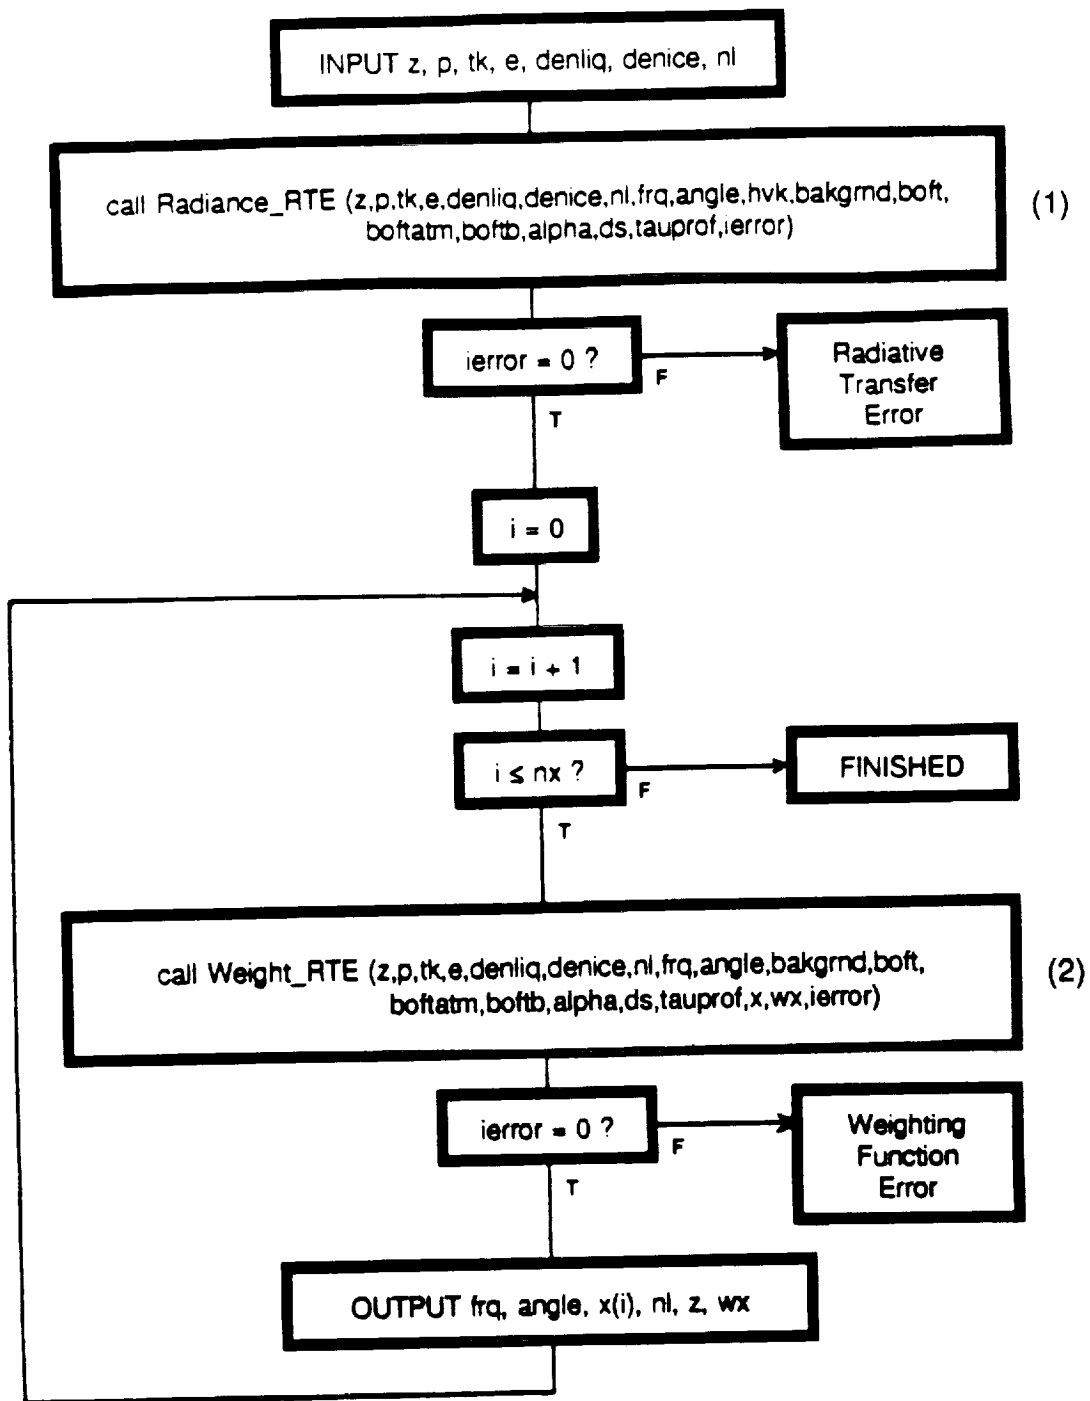 INPUT z, p, tk, e, denliq, denice, nl
call Radiance_RTE (z,p,tk,e,denliq,denice,nl,frq,angle,hvk,bakgrnd,boft,
boftatm,boftb,alpha,ds,tauprof,ierror)
(1)
ierror = 0 ?
F
T
Radiative
Transfer
Error
i = 0
i = i + 1
i ≤ nx ?
F
T
FINISHED
call Weight_RTE (z,p,tk,e,denliq,denice,nl,frq,angle,bakgrnd,boft,
boftatm,boftb,alpha,ds,tauprof,x,wx,ierror)
(2)
ierror = 0 ?
F
T
Weighting
Function
Error
OUTPUT frq, angle, x(i), nl, z, wx